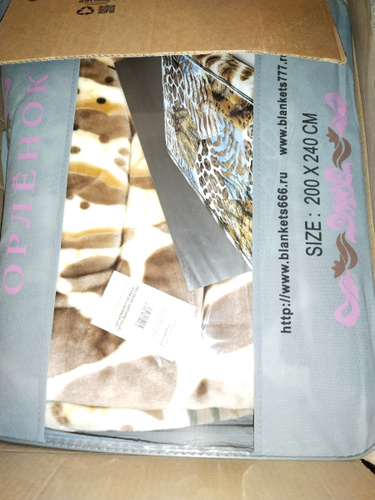 ОРЛЁНОК
www.blankets777.ru
http://www.blankets666.ru
SIZE : 200 X 240 CM